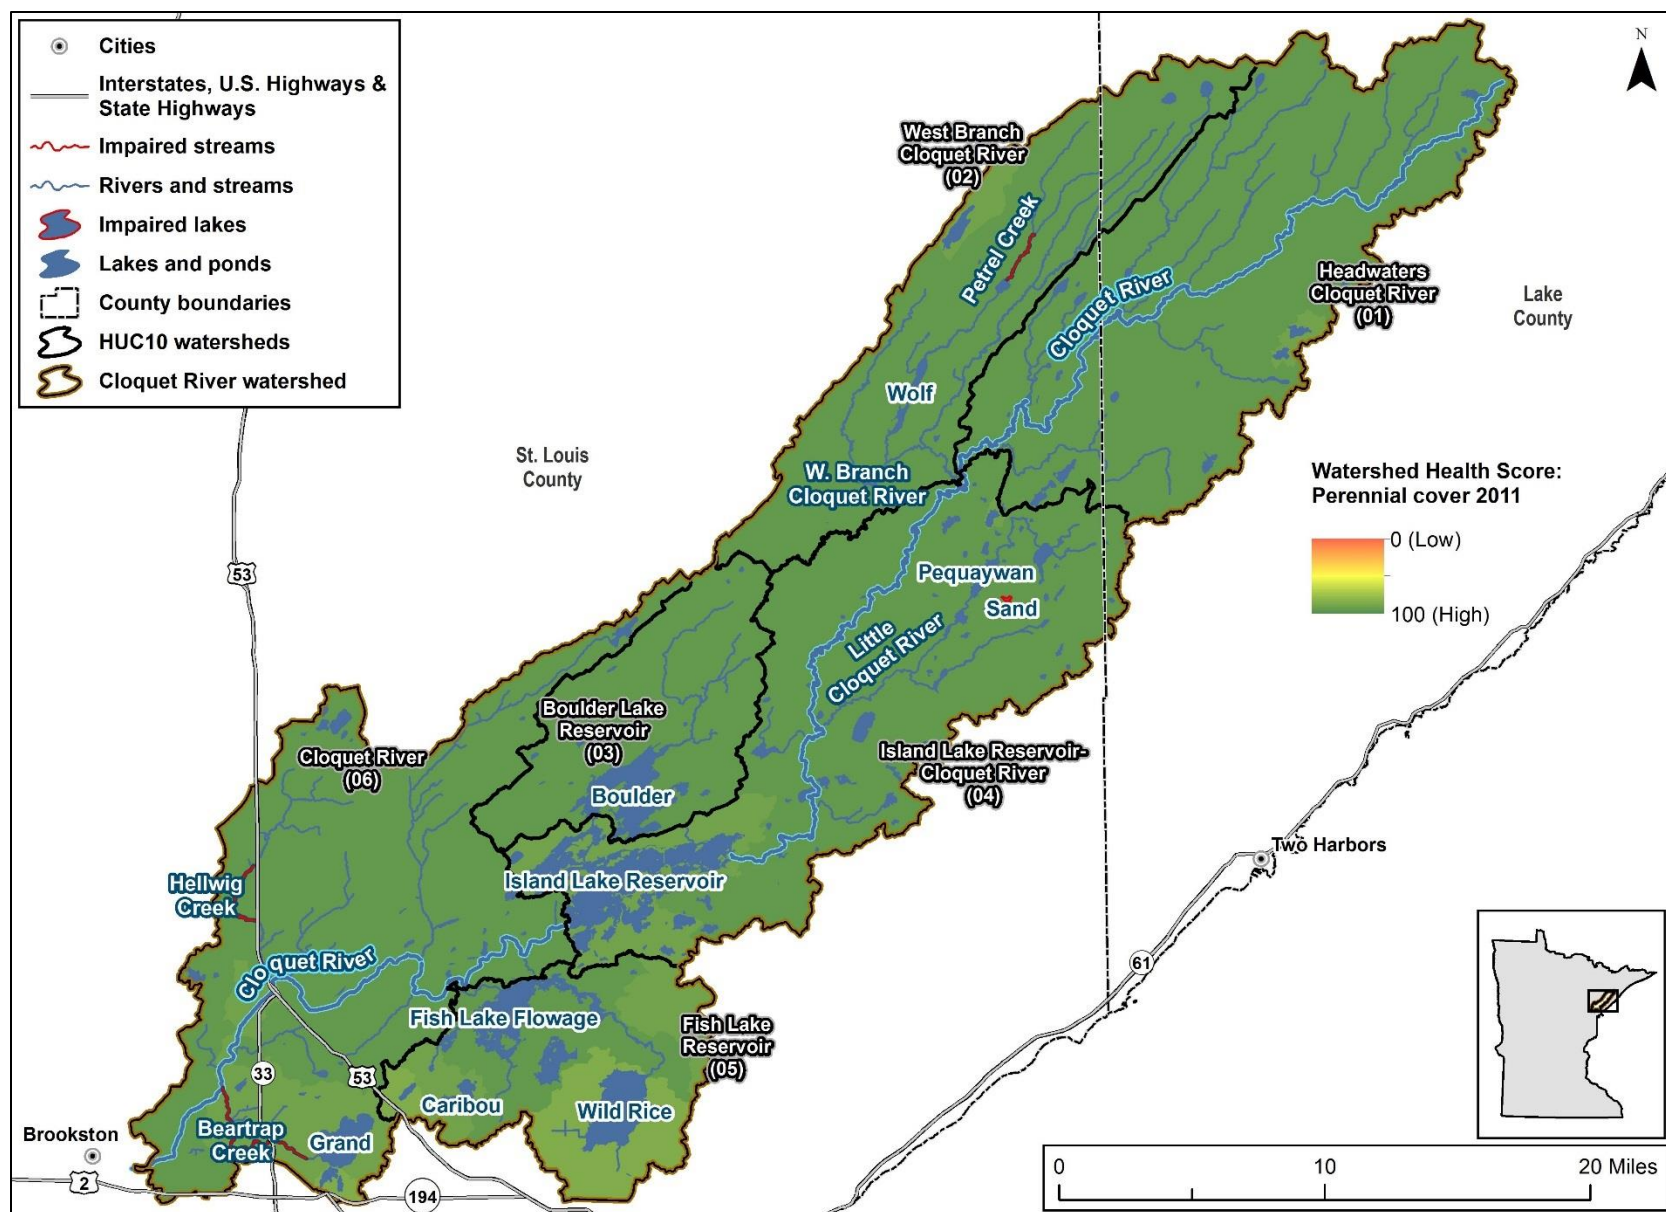 Cities
Interstates, U.S. Highways &
State Highways
Impaired streams
Rivers and streams
Impaired lakes
Lakes and ponds
County boundaries
HUC10 watersheds
Cloquet River watershed
N
West Branch
Cloquet River
(02)
Petrel Creek
Cloquet River
Headwaters
Cloquet River
(01)
Lake
County
Wolf
St. Louis
County
W. Branch
Cloquet River
Watershed Health Score:
Perennial cover 2011
0 (Low)
100 (High)
53
Pequaywan
Sand
Little
Cloquet River
Boulder Lake
Reservoir
(03)
Cloquet River
(06)
Island Lake Reservoir-
Cloquet River
(04)
Boulder
Two Harbors
Island Lake Reservoir
Hellwig
Creek
Cloquet River
61
Fish Lake Flowage
Fish Lake
Reservoir
(05)
33
53
Caribou
Wild Rice
Brookston
Beartrap
Creek
Grand
2
194
0
10
20 Miles